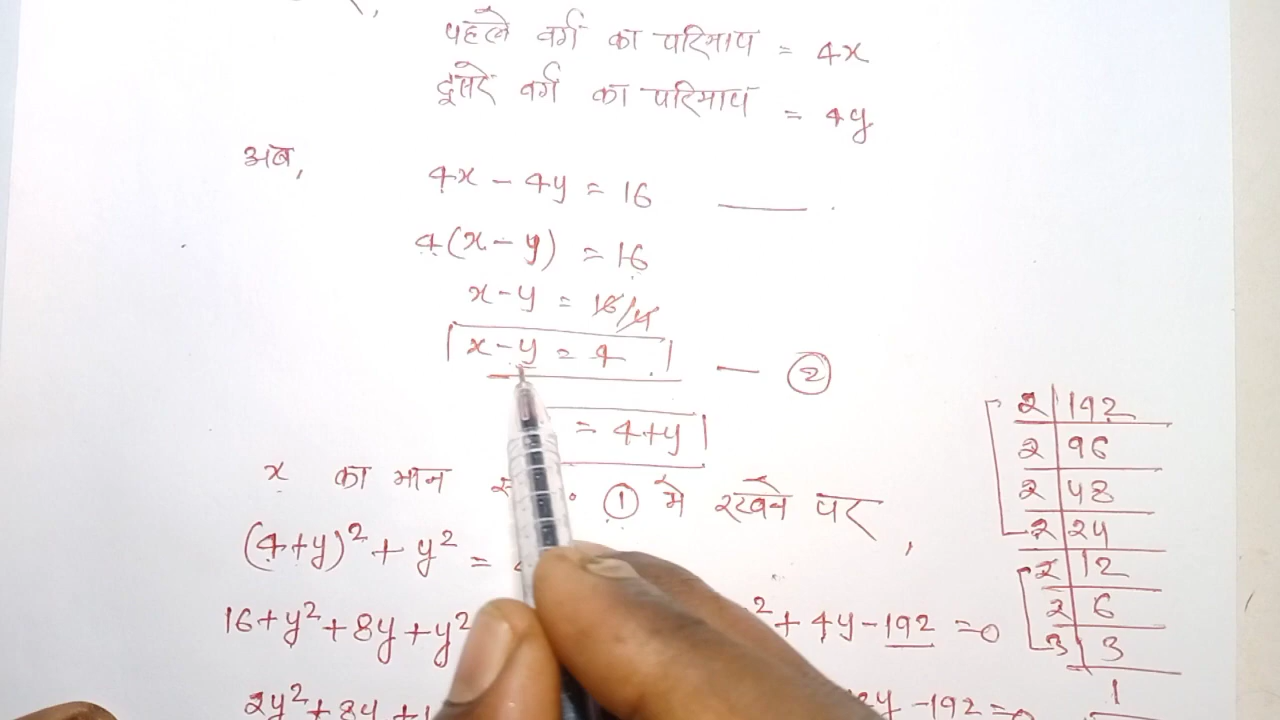 पहले वर्ग का परिमाप = 4x
दूसरे वर्ग का परिमाप = 4y
अब,
4x - 4y = 16
4(x - y) = 16
x - y = 16/4
x - y = 4 — ②
= 4+y
x का मान ① मे रखने पर,
(4+y)² + y² =
16+y²+8y+y²
² + 4y - 192 = 0
2y² + 8y +
- 192 = 0
2 | 192
2 | 96
2 | 48
2 | 24
2 | 12
2 | 6
3 | 3
1